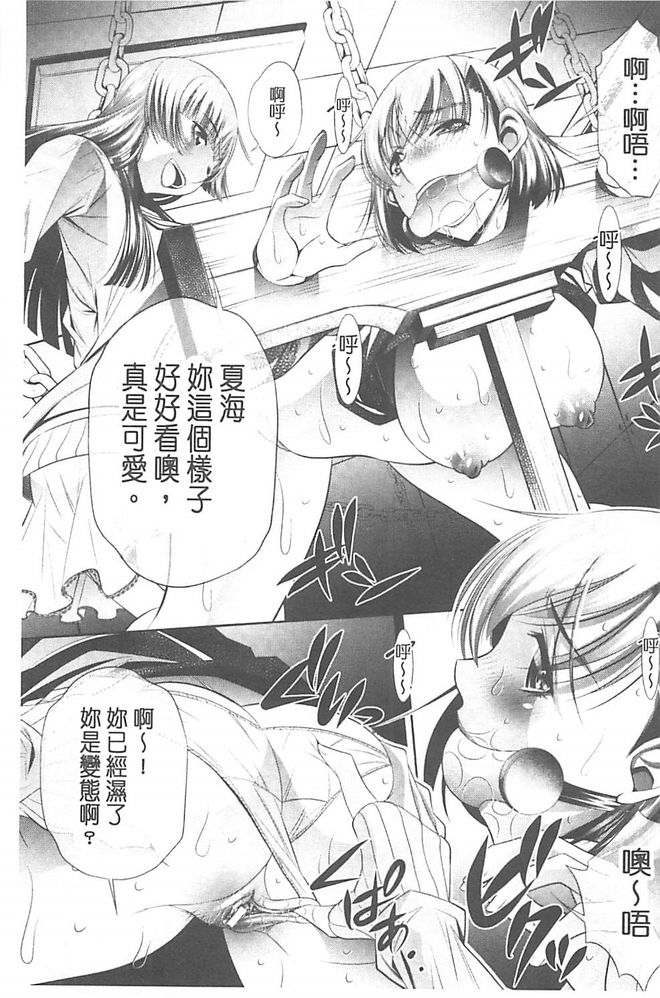 啊…啊唔…
呼～
呼～
啊呼～
呼～
呼～
夏海
妳這個樣子
好好看噢，
真是可愛。
呼～
呼～
噢～唔
啊～！
妳已經濕了
妳是變態啊？
くぱぁ…